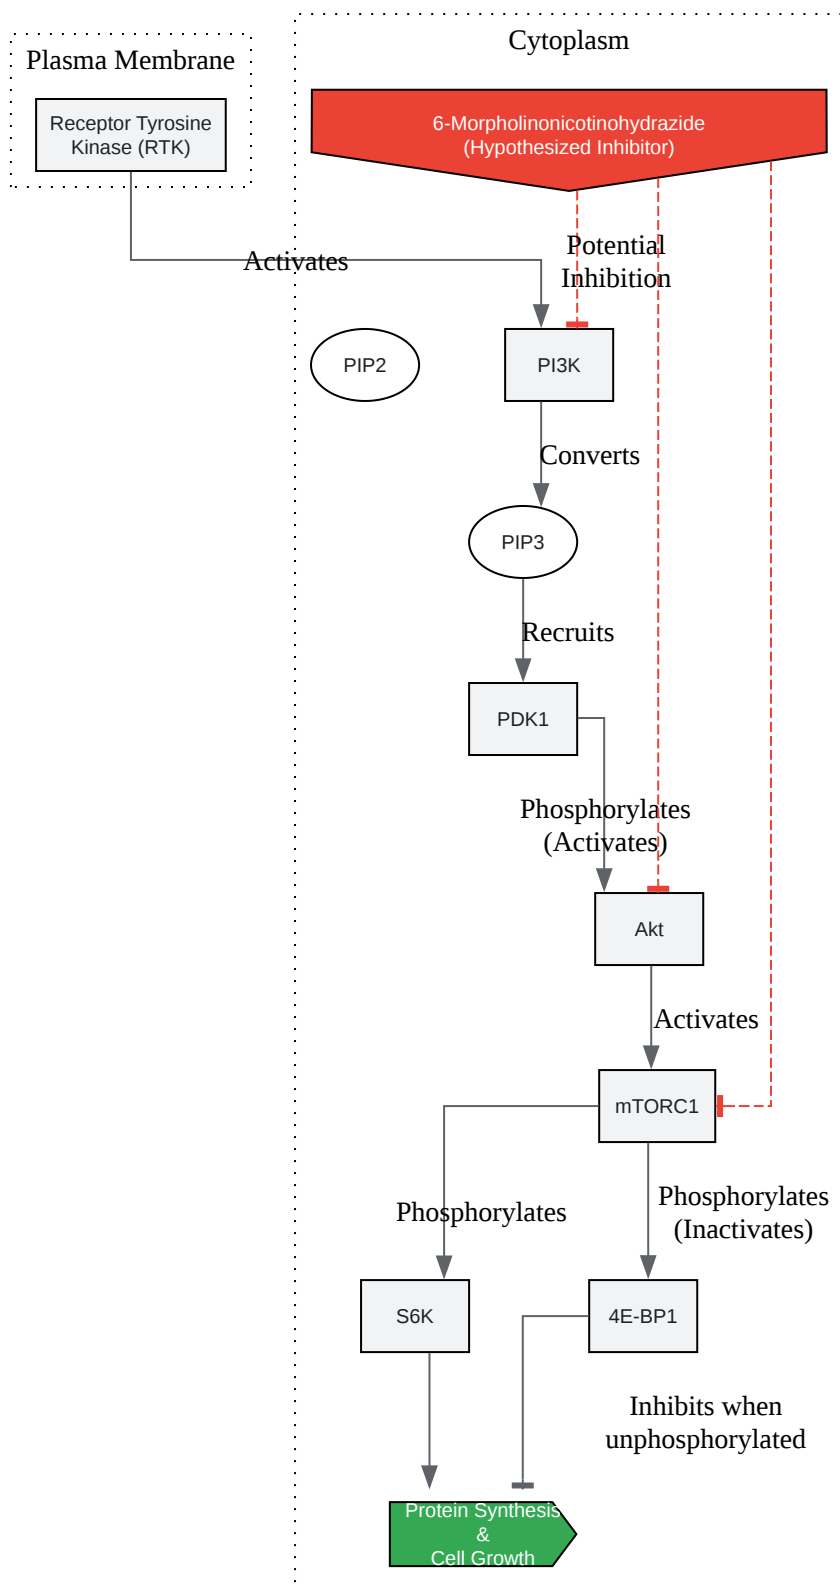 Cytoplasm
Plasma Membrane
Receptor Tyrosine
Kinase (RTK)
6-Morpholinonicotinohydrazide
(Hypothesized Inhibitor)
Activates
Potential
Inhibition
PIP2
PI3K
Converts
PIP3
Recruits
PDK1
Phosphorylates
(Activates)
Akt
Activates
mTORC1
Phosphorylates
Phosphorylates
(Inactivates)
S6K
4E-BP1
Inhibits when
unphosphorylated
Protein Synthesis
&
Cell Growth